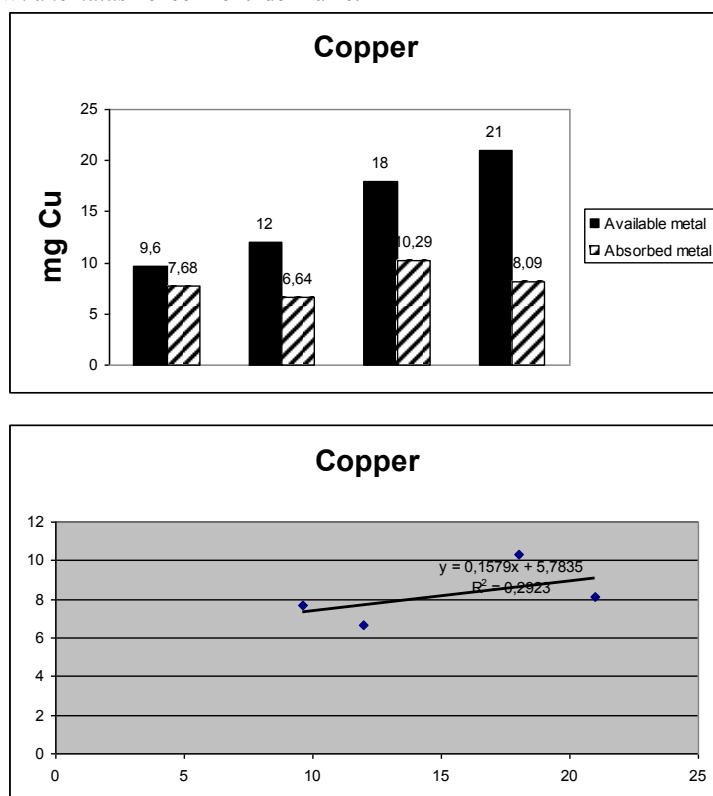 Copper
25
20
15
10
5
0
mg Cu
9,6
7,68
12
6,64
18
10,29
21
8,09
Available metal
Absorbed metal
Copper
12
10
8
6
4
2
0
y = 0,1579x + 5,7835
R² = 0,2923
0 5 10 15 20 25